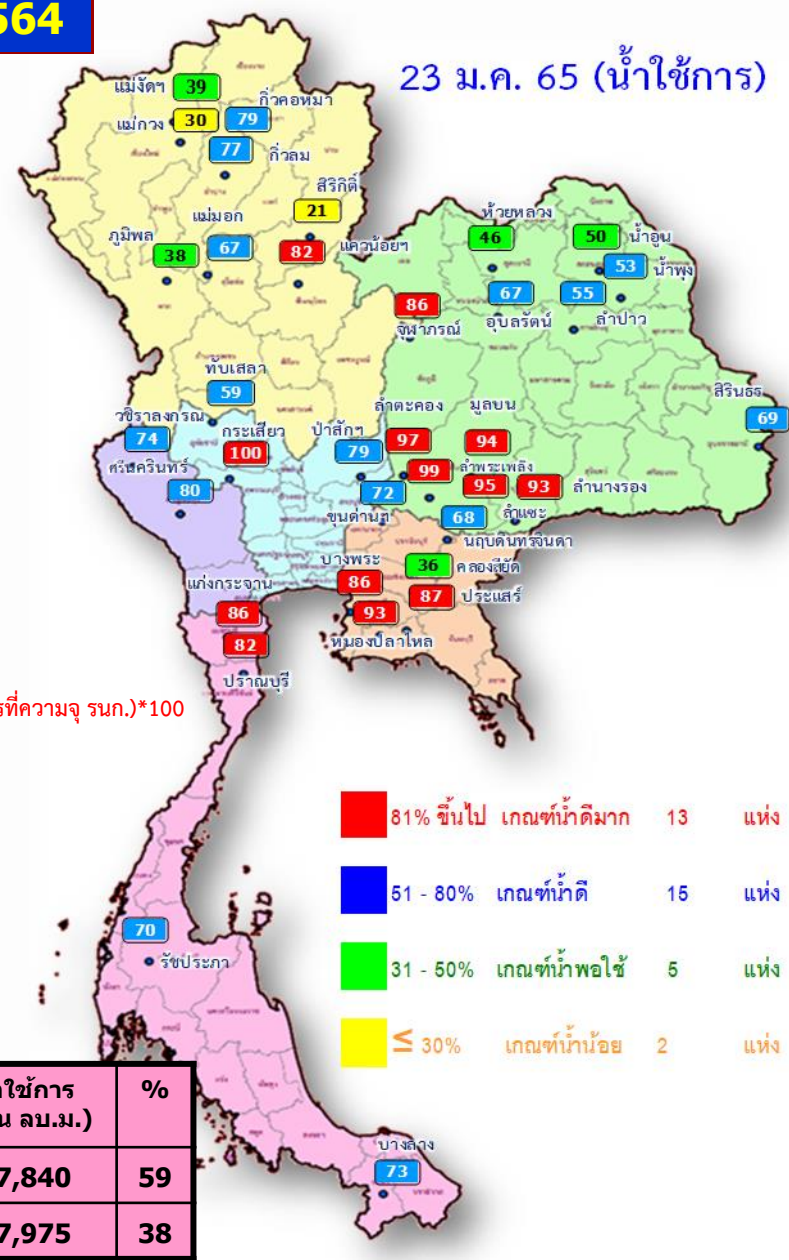 564
23 ม.ค. 65 (น้ำใช้การ)
แม่งัดฯ 39
กิ่วคอหมา
แม่กวง 30 79
77 กิ่วลม
สิริกิติ์
21
แม่มอก
ภูมิพล
38 67 82 แควน้อยฯ
ห้วยหลวง
46 50 น้ำอูน
53 น้ำพุง
86 67 55
จุฬาภรณ์ อุบลรัตน์ ลำปาว
ทับเสลา
59
สิรินธร
69
วชิราลงกรณ กระเสียว ป่าสักฯ ลำตะคอง มูลบน
74 100 79 97 94
ศรีนครินทร์
80 72 99 ลำพระเพลิง
95 93 ลำนางรอง
ขุนด่านฯ 68 ลำแชะ
นฤบดินทรจินดา
บางพระ 36 คลองสียัด
86 87 ประแสร์
แก่งกระจาน
86 93
หนองปลาไหล
82
ปราณบุรี
รที่ความจุ รนก.)*100
81% ขึ้นไป เกณฑ์น้ำดีมาก 13 แห่ง
51 - 80% เกณฑ์น้ำดี 15 แห่ง
31 - 50% เกณฑ์น้ำพอใช้ 5 แห่ง
≤ 30% เกณฑ์น้ำน้อย 2 แห่ง
70
รัชประภา
ใช้การ %
น ลบ.ม.)
7,840 59
7,975 38
บางลาง
73